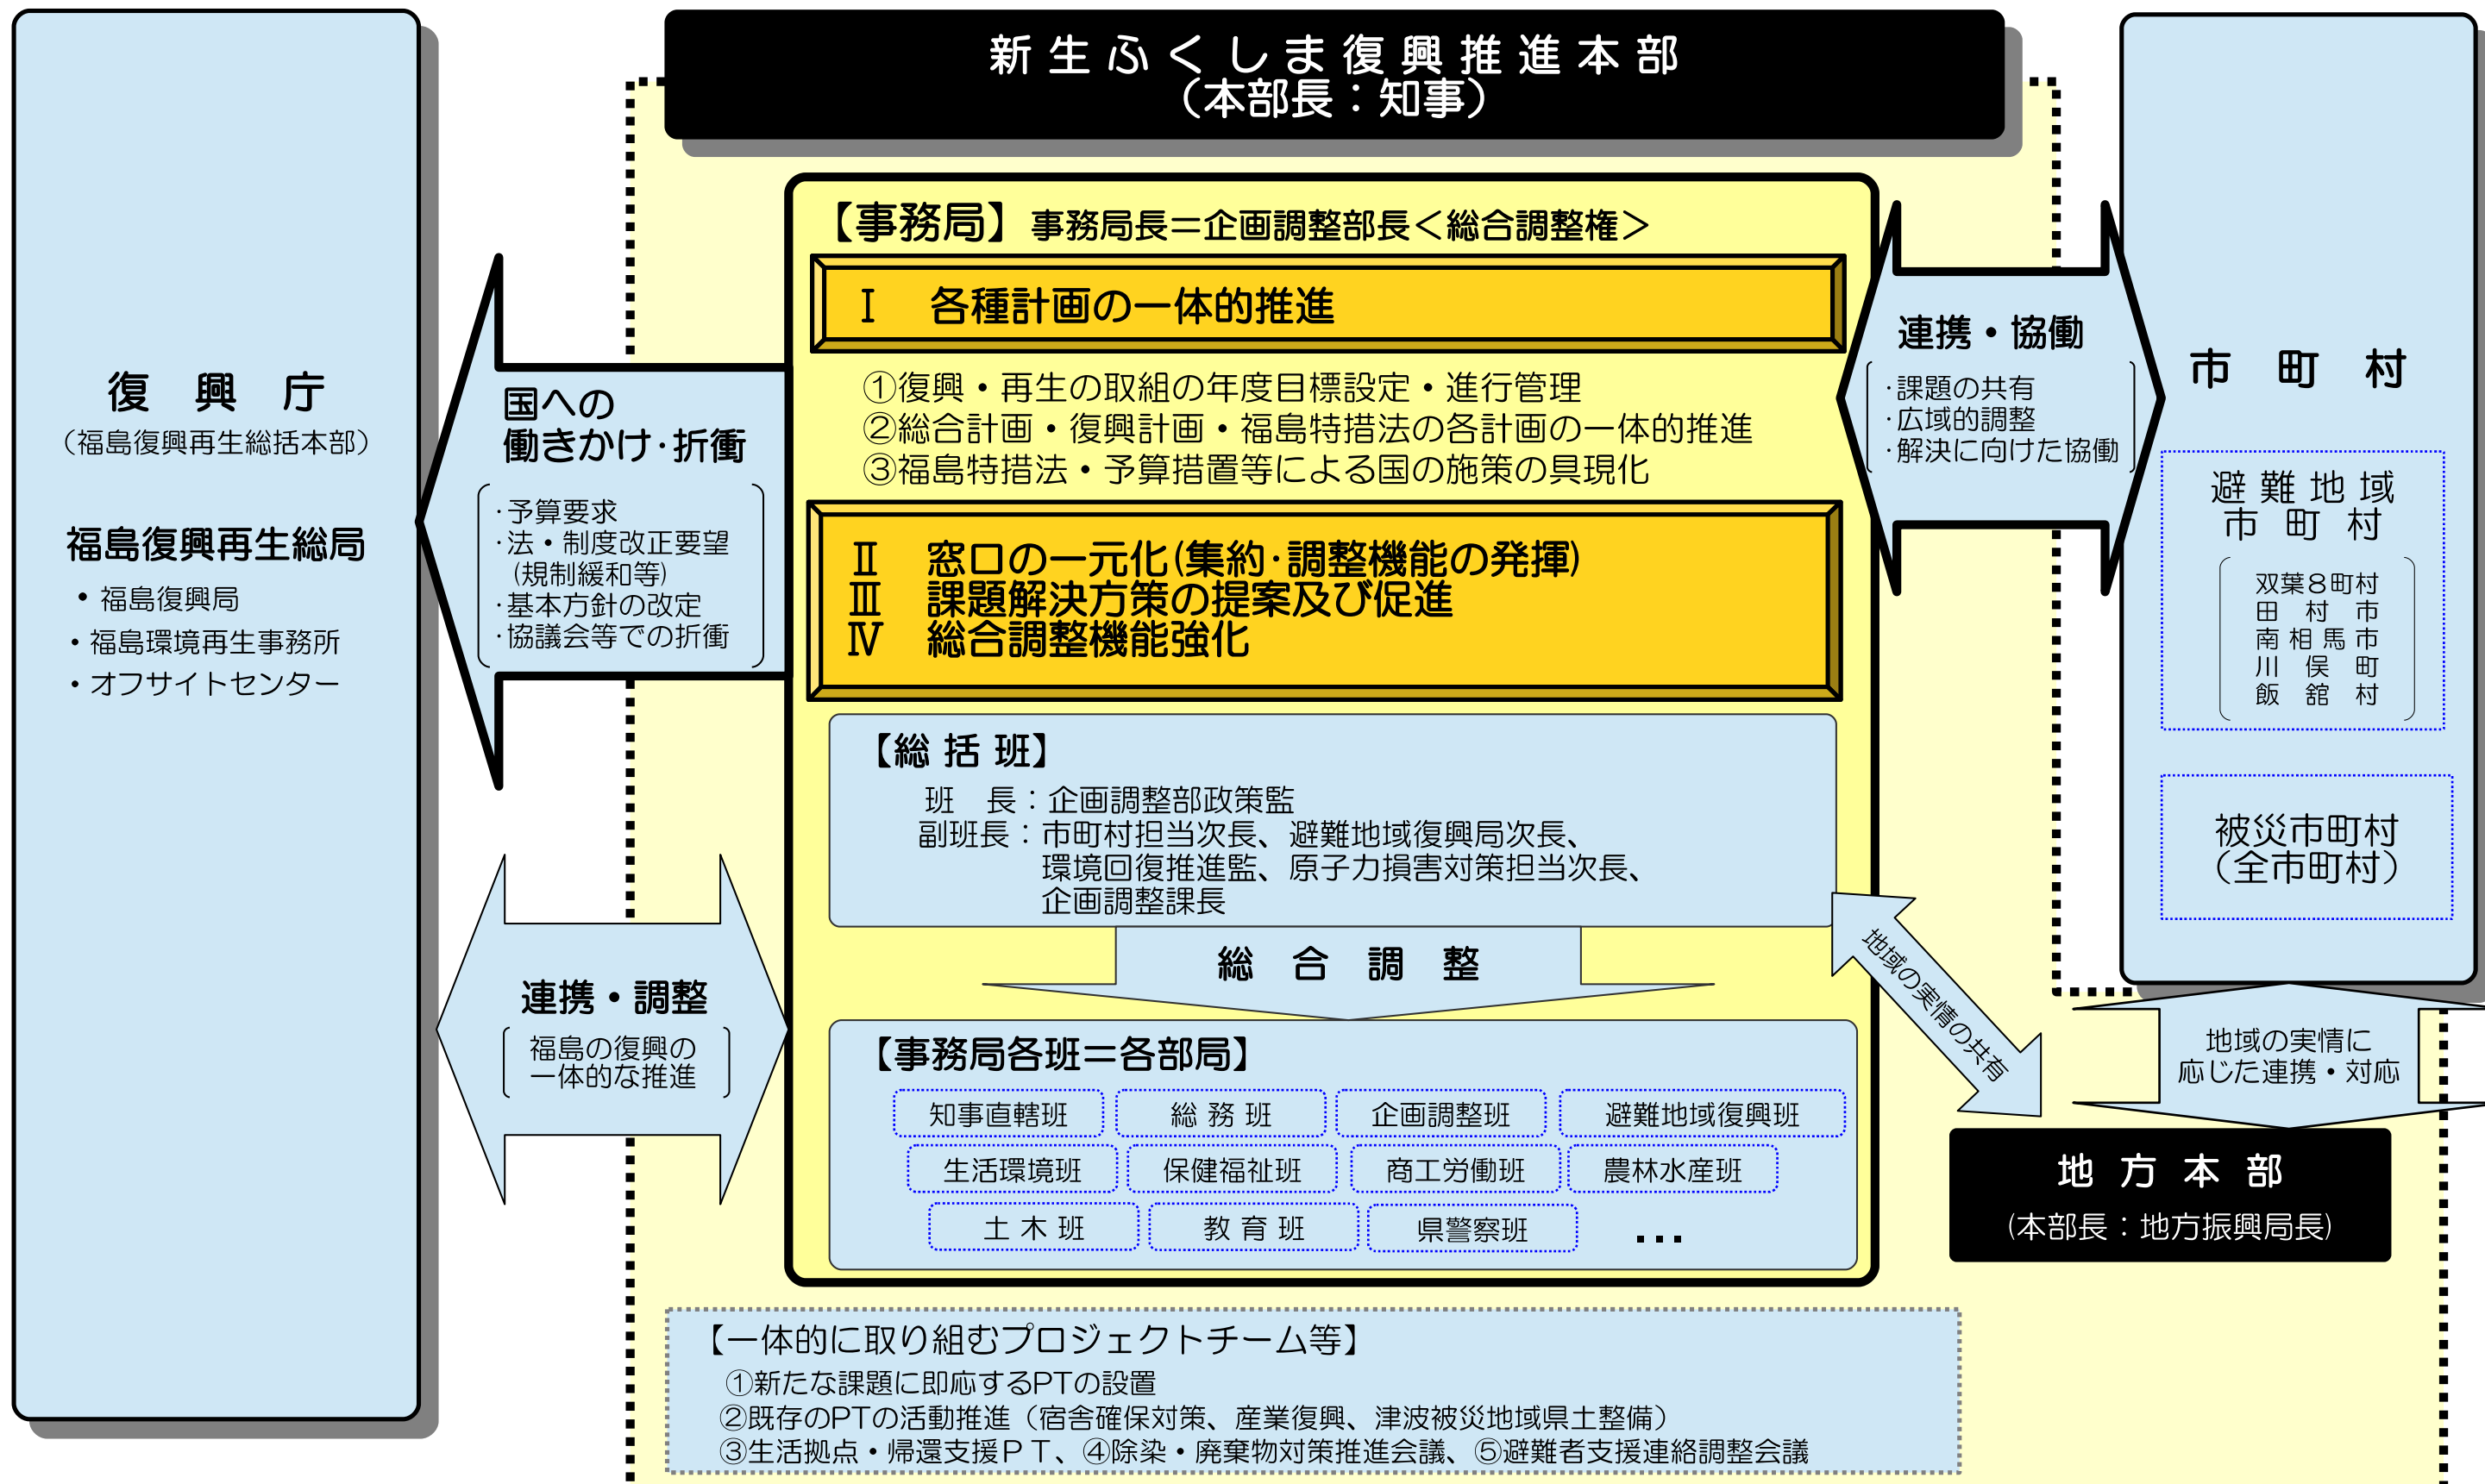 新生ふくしま復興推進本部
（本部長：知事）
復　興　庁
（福島復興再生総括本部）
福島復興再生総局
・福島復興局
・福島環境再生事務所
・オフサイトセンター
国への
働きかけ・折衝
・予算要求
・法・制度改正要望
（規制緩和等）
・基本方針の改定
・協議会等での折衝
連携・調整
福島の復興の
一体的な推進
【事務局】 事務局長＝企画調整部長＜総合調整権＞
Ⅰ　各種計画の一体的推進
①復興・再生の取組の年度目標設定・進行管理
②総合計画・復興計画・福島特措法の各計画の一体的推進
③福島特措法・予算措置等による国の施策の具現化
Ⅱ　窓口の一元化(集約・調整機能の発揮)
Ⅲ　課題解決方策の提案及び促進
Ⅳ　総合調整機能強化
【総括班】
班　長：企画調整部政策監
副班長：市町村担当次長、避難地域復興局次長、
環境回復推進監、原子力損害対策担当次長、
企画調整課長
総　合　調　整
【事務局各班＝各部局】
知事直轄班　総務班　企画調整班　避難地域復興班
生活環境班　保健福祉班　商工労働班　農林水産班
土木班　教育班　県警察班　…
連携・協働
・課題の共有
・広域的調整
・解決に向けた協働
市　町　村
避難地域
市　町　村
双葉８町村
田　村　市
南相馬市
川　俣　町
飯　舘　村
被災市町村
（全市町村）
地域の実情の共有
地域の実情に
応じた連携・対応
地方本部
(本部長：地方振興局長)
【一体的に取り組むプロジェクトチーム等】
①新たな課題に即応するPTの設置
②既存のPTの活動推進（宿舎確保対策、産業復興、津波被災地域県土整備）
③生活拠点・帰還支援ＰＴ、④除染・廃棄物対策推進会議、⑤避難者支援連絡調整会議